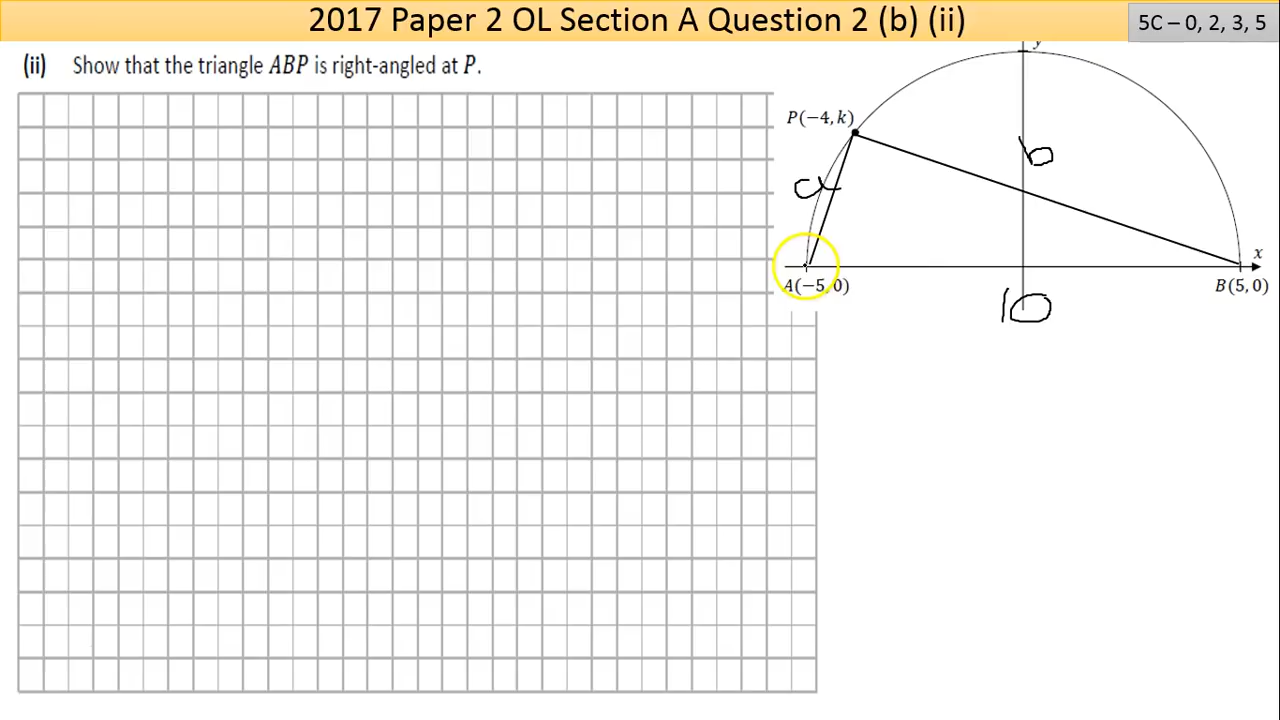 2017 Paper 2 OL Section A Question 2 (b) (ii)
5C – 0, 2, 3, 5
(ii) Show that the triangle ABP is right-angled at P.
y
P(−4, k)
b
a
x
A(−5, 0)
B(5, 0)
10